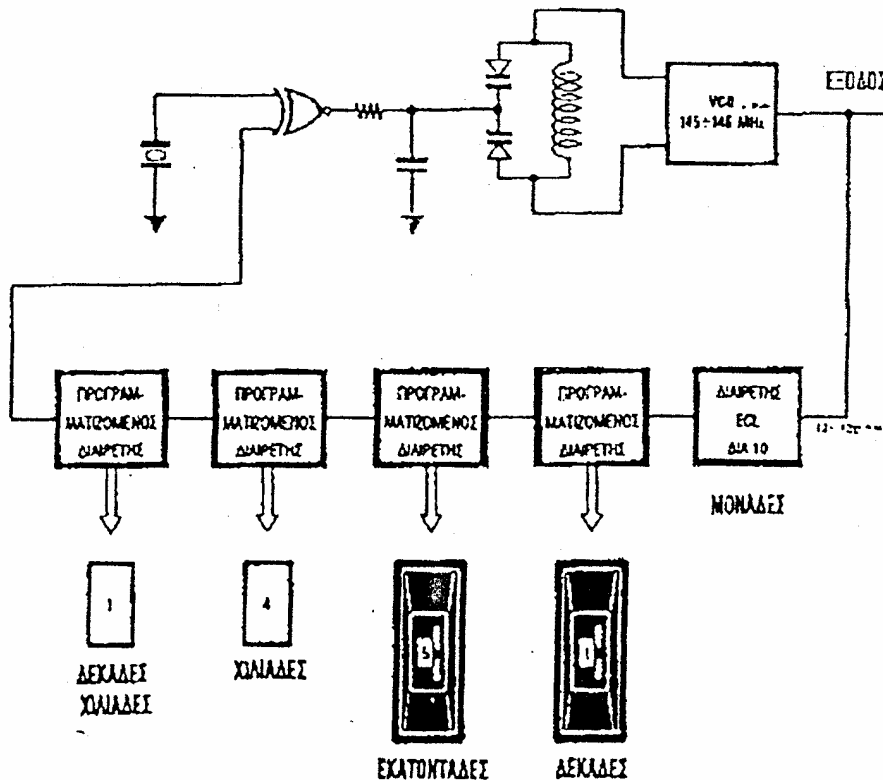 ΕΞΟΔΟΣ
VCO
145÷146 MHz
ΠΡΟΓΡΑΜ-
ΜΑΤΙΖΟΜΕΝΟΣ
ΔΙΑΙΡΕΤΗΣ
ΠΡΟΓΡΑΜ-
ΜΑΤΙΖΟΜΕΝΟΣ
ΔΙΑΙΡΕΤΗΣ
ΠΡΟΓΡΑΜ-
ΜΑΤΙΖΟΜΕΝΟΣ
ΔΙΑΙΡΕΤΗΣ
ΠΡΟΓΡΑΜ-
ΜΑΤΙΖΟΜΕΝΟΣ
ΔΙΑΙΡΕΤΗΣ
ΔΙΑΙΡΕΤΗΣ
ECL
ΔΙΑ 10
ΜΟΝΑΔΕΣ
1
4
5
1
ΔΕΚΑΔΕΣ
ΧΙΛΙΑΔΕΣ
ΧΙΛΙΑΔΕΣ
ΕΚΑΤΟΝΤΑΔΕΣ
ΔΕΚΑΔΕΣ